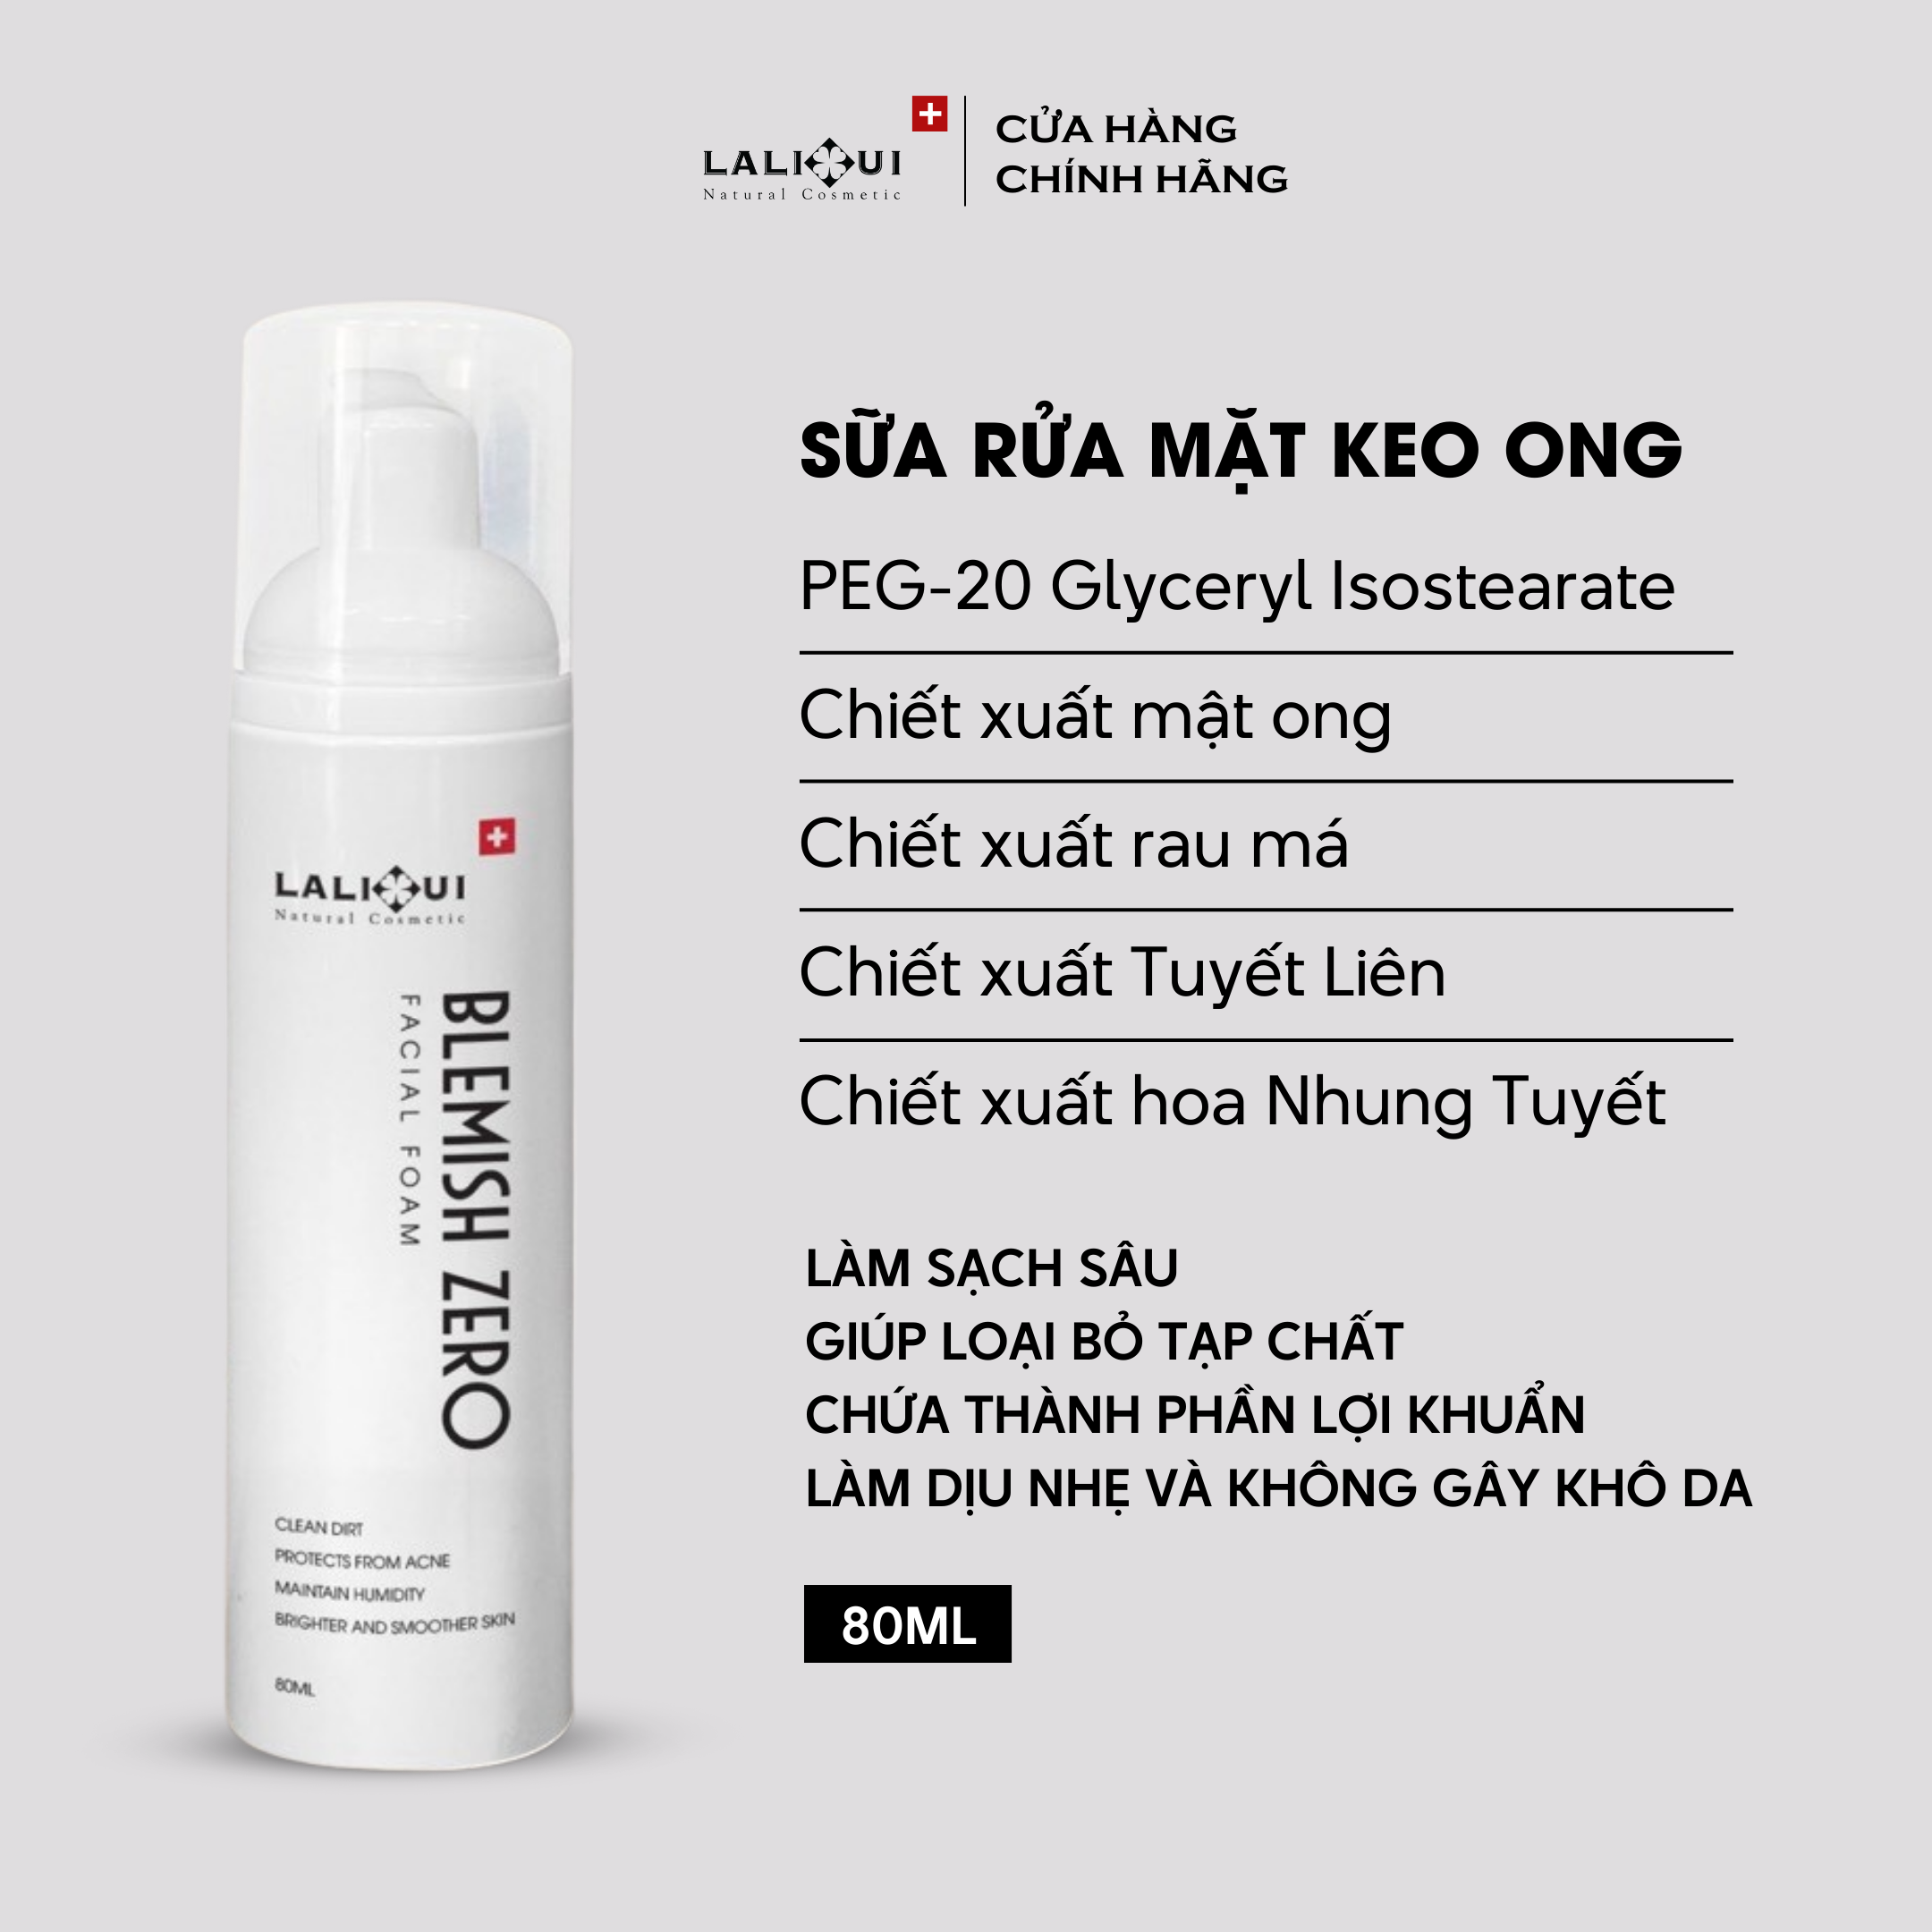 LALIQUI
Natural Cosmetic
CỬA HÀNG
CHÍNH HÃNG
SỮA RỬA MẶT KEO ONG
PEG-20 Glyceryl Isostearate
Chiết xuất mật ong
Chiết xuất rau má
Chiết xuất Tuyết Liên
Chiết xuất hoa Nhung Tuyết
LÀM SẠCH SÂU
GIÚP LOẠI BỎ TẠP CHẤT
CHỨA THÀNH PHẦN LỢI KHUẨN
LÀM DỊU NHẸ VÀ KHÔNG GÂY KHÔ DA
80ML
LALIQUI
Natural Cosmetic
BLEMISH ZERO
FACIAL FOAM
CLEAN DIRT
PROTECTS FROM ACNE
MAINTAIN HUMIDITY
BRIGHTER AND SMOOTHER SKIN
80ML